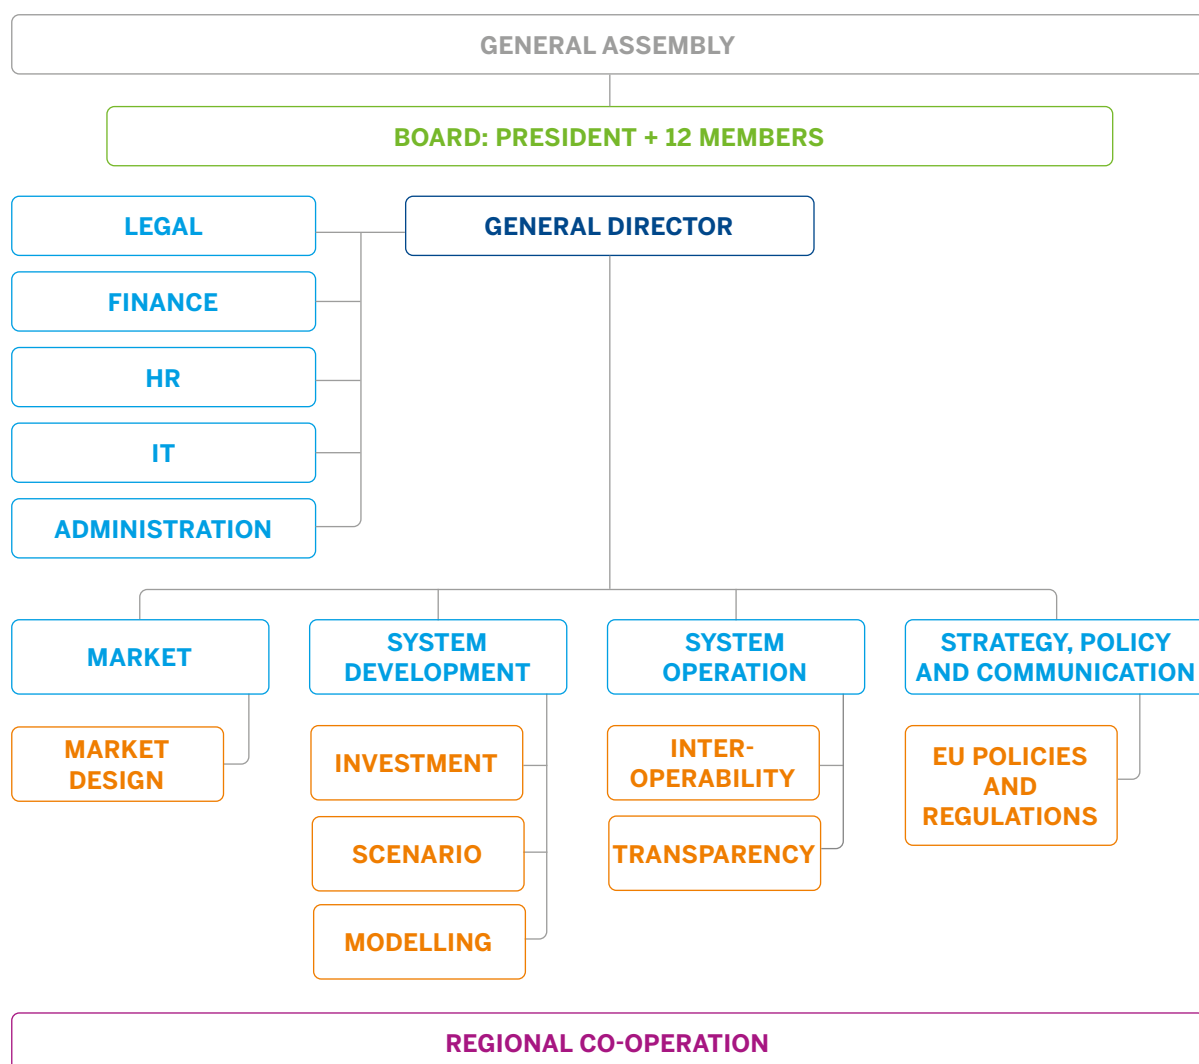 GENERAL ASSEMBLY
BOARD: PRESIDENT + 12 MEMBERS
LEGAL
GENERAL DIRECTOR
FINANCE
HR
IT
ADMINISTRATION
MARKET
SYSTEM
DEVELOPMENT
SYSTEM
OPERATION
STRATEGY, POLICY
AND COMMUNICATION
MARKET
DESIGN
INVESTMENT
SCENARIO
MODELLING
INTER-
OPERABILITY
TRANSPARENCY
EU POLICIES
AND
REGULATIONS
REGIONAL CO-OPERATION